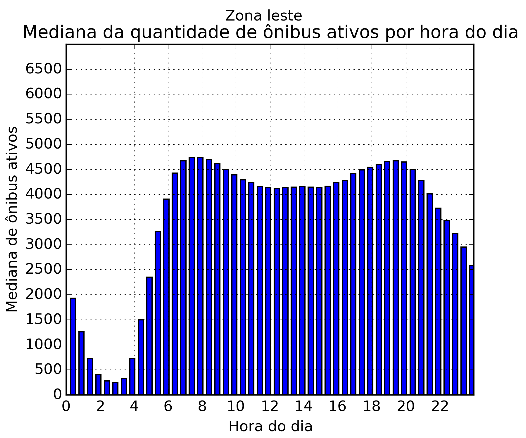 Zona leste
Mediana da quantidade de ônibus ativos por hora do dia
Mediana de ônibus ativos
6500
6000
5500
5000
4500
4000
3500
3000
2500
2000
1500
1000
500
0
0 2 4 6 8 10 12 14 16 18 20 22
Hora do dia